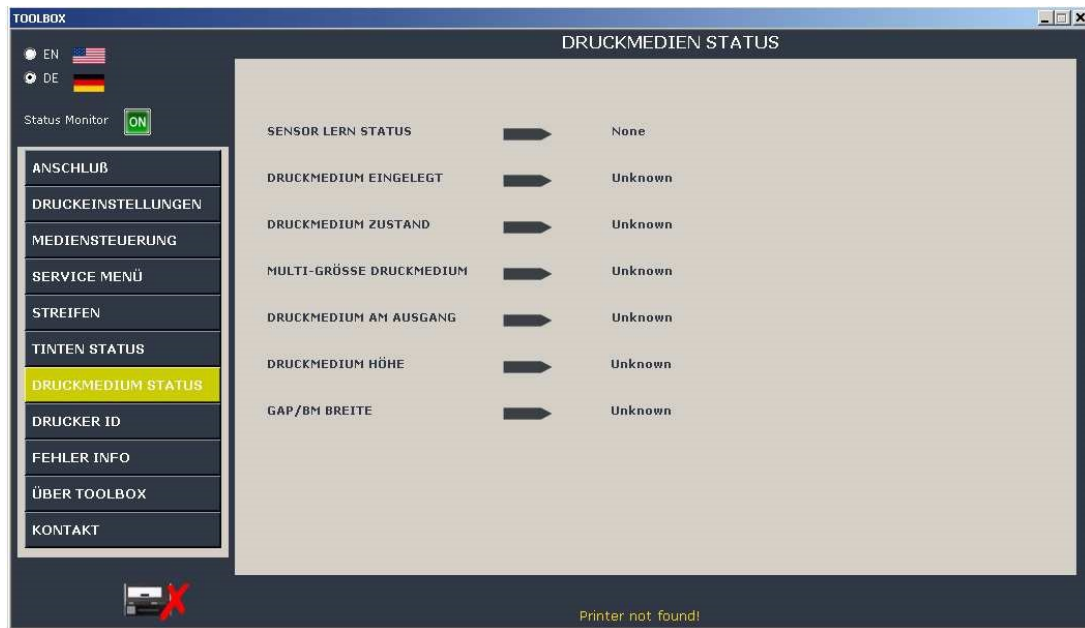 TOOLBOX
DRUCKMEDIEN STATUS
EN
DE
Status Monitor ON
ANSCHLUß
DRUCKEINSTELLUNGEN
MEDIENSTEUERUNG
SERVICE MENÜ
STREIFEN
TINTEN STATUS
DRUCKMEDIUM STATUS
DRUCKER ID
FEHLER INFO
ÜBER TOOLBOX
KONTAKT
SENSOR LERN STATUS None
DRUCKMEDIUM EINGELEGT Unknown
DRUCKMEDIUM ZUSTAND Unknown
MULTI-GRÖSSE DRUCKMEDIUM Unknown
DRUCKMEDIUM AM AUSGANG Unknown
DRUCKMEDIUM HÖHE Unknown
GAP/BM BREITE Unknown
Printer not found!